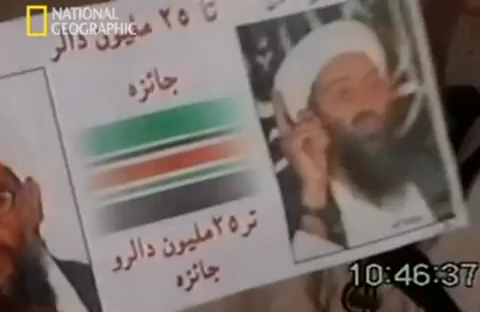 NATIONAL
GEOGRAPHIC
تا ۲۵ ملیون دالر
جائزه
تر ۲۵ ملیون دالرو
جائزه
10:46:37